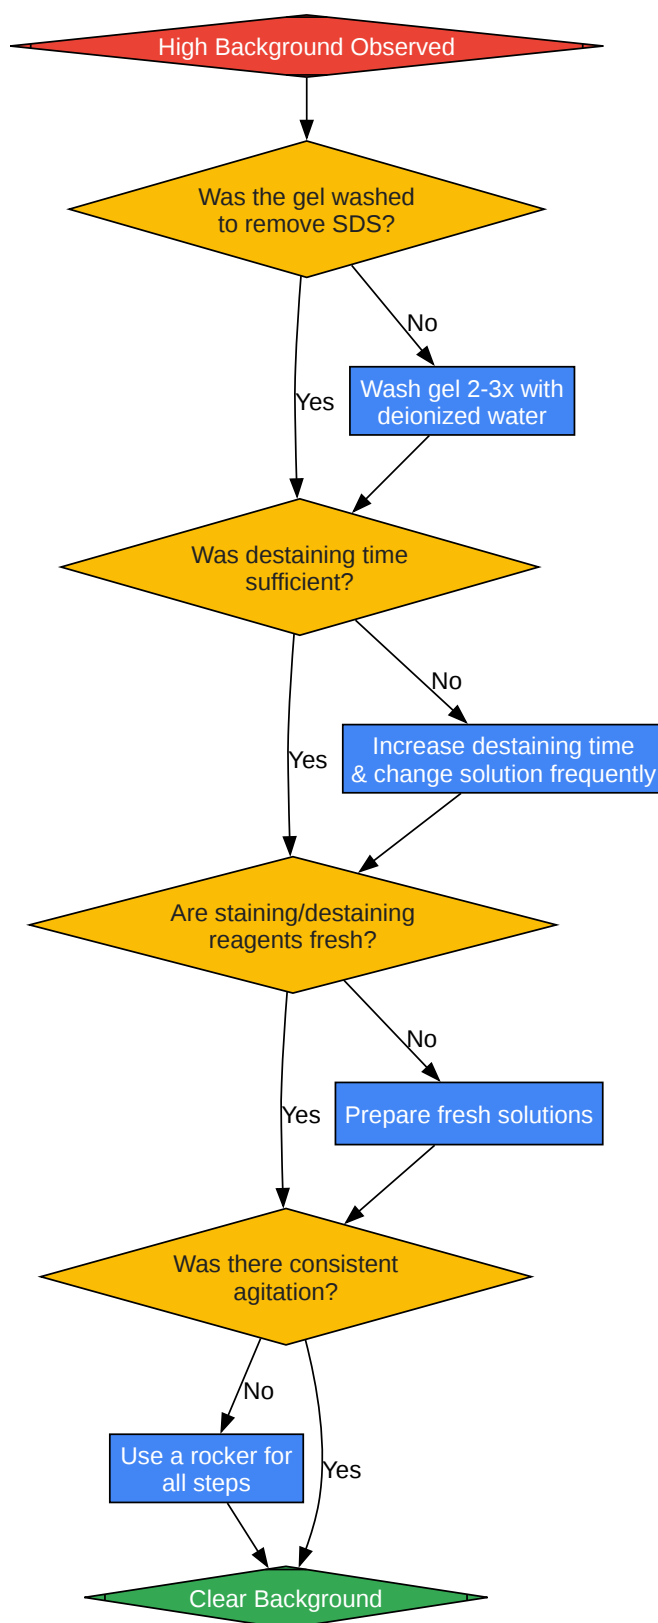 High Background Observed
Was the gel washed
to remove SDS?
No
Yes
Wash gel 2-3x with
deionized water
Was destaining time
sufficient?
No
Yes
Increase destaining time
& change solution frequently
Are staining/destaining
reagents fresh?
No
Yes
Prepare fresh solutions
Was there consistent
agitation?
No
Use a rocker for
all steps
Yes
Clear Background